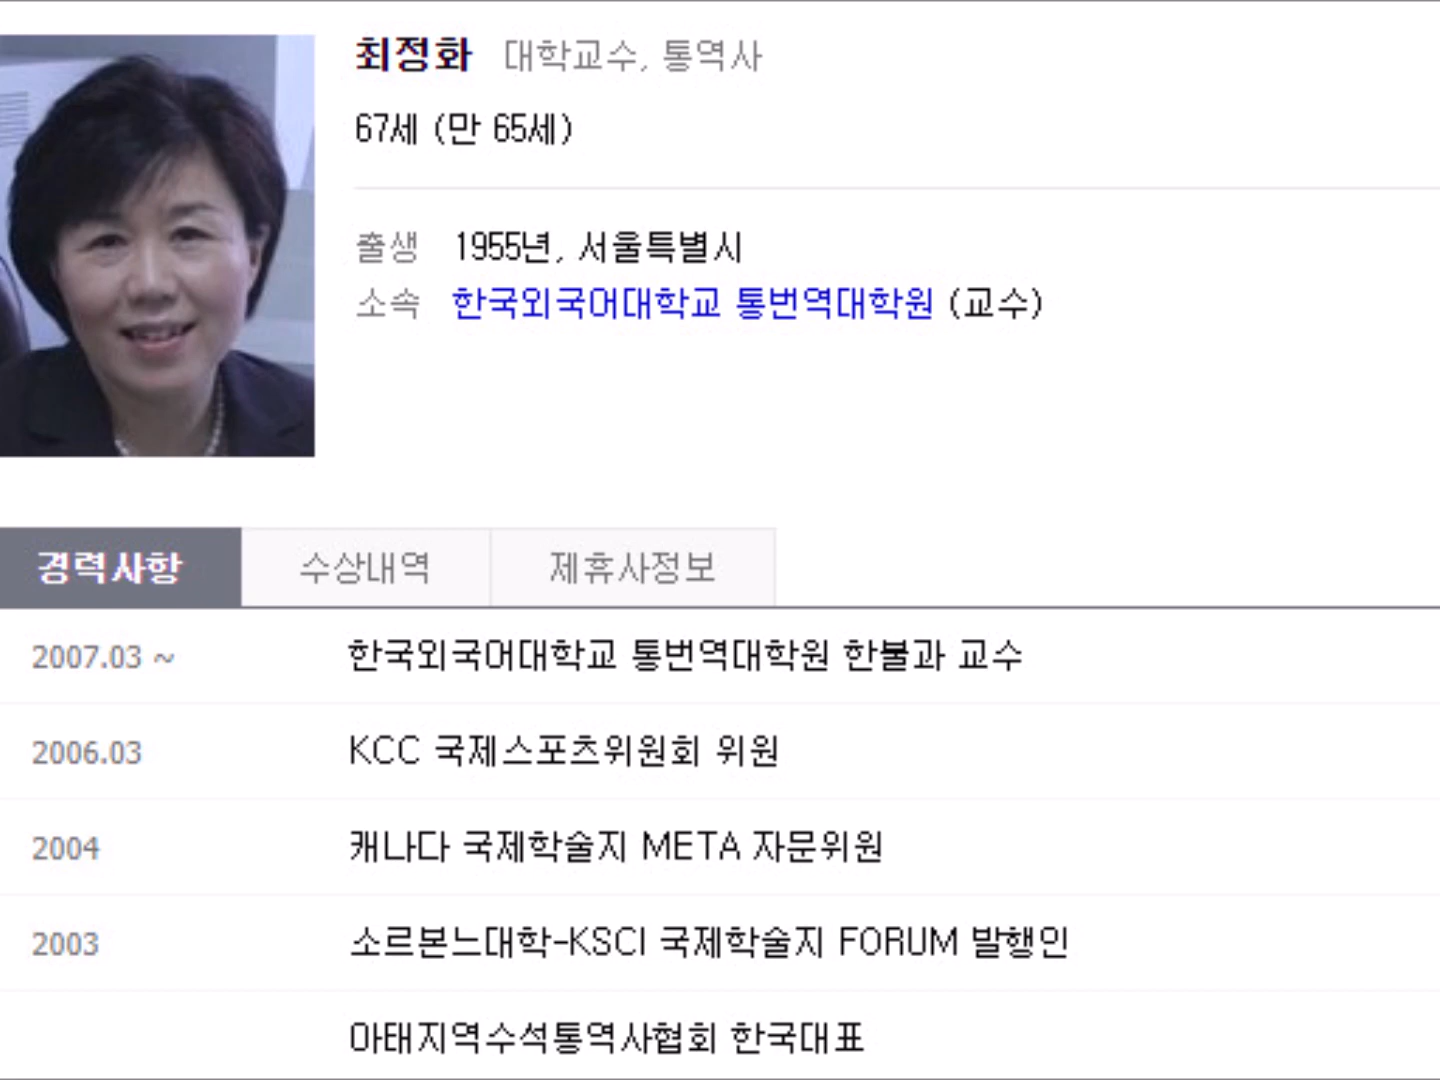 최정화 대학교수, 통역사
67세 (만 65세)
출생 1955년, 서울특별시
소속 한국외국어대학교 통번역대학원 (교수)
경력사항 수상내역 제휴사정보
2007.03 ~ 한국외국어대학교 통번역대학원 한불과 교수
2006.03 KCC 국제스포츠위원회 위원
2004 캐나다 국제학술지 META 자문위원
2003 소르본느대학-KSCI 국제학술지 FORUM 발행인
아태지역수석통역사협회 한국대표